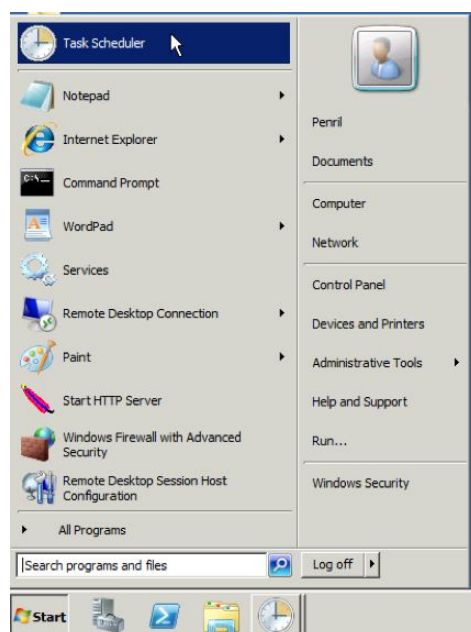 Task Scheduler
Notepad
Internet Explorer
Command Prompt
WordPad
Services
Remote Desktop Connection
Paint
Start HTTP Server
Windows Firewall with Advanced
Security
Remote Desktop Session Host
Configuration
All Programs
Search programs and files
Penril
Documents
Computer
Network
Control Panel
Devices and Printers
Administrative Tools
Help and Support
Run...
Windows Security
Log off
Start